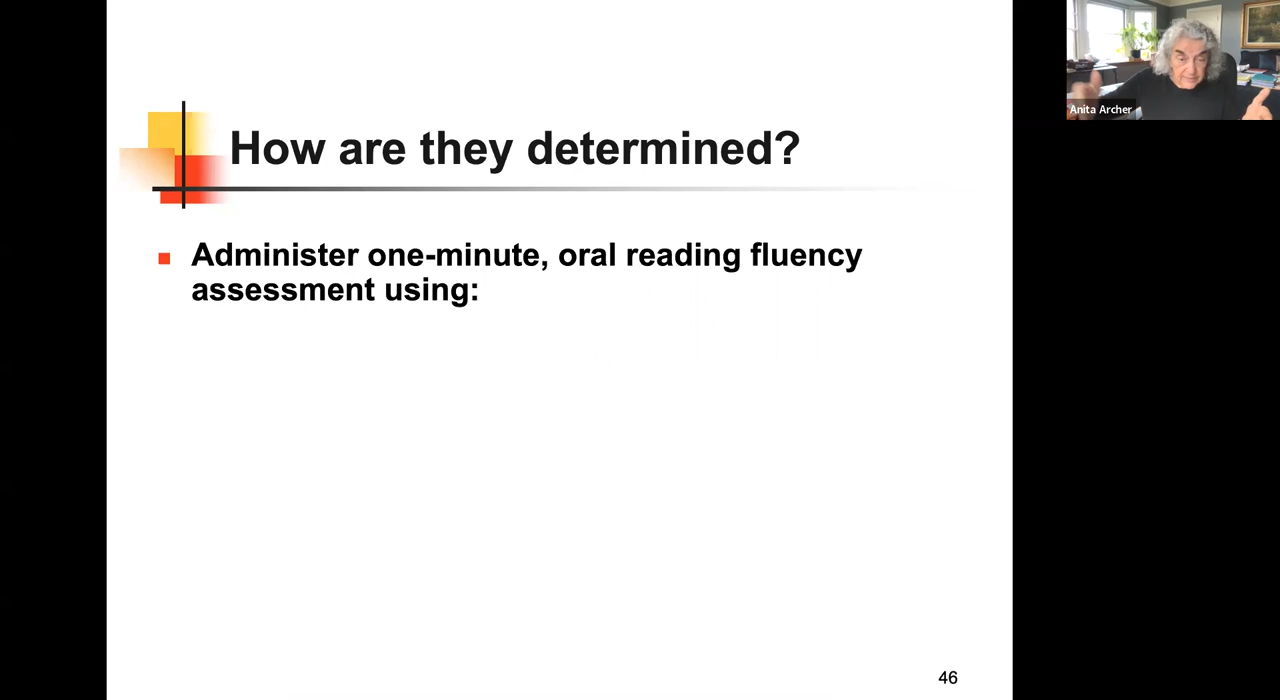 How are they determined?
Administer one-minute, oral reading fluency
assessment using:
46
Anita Archer